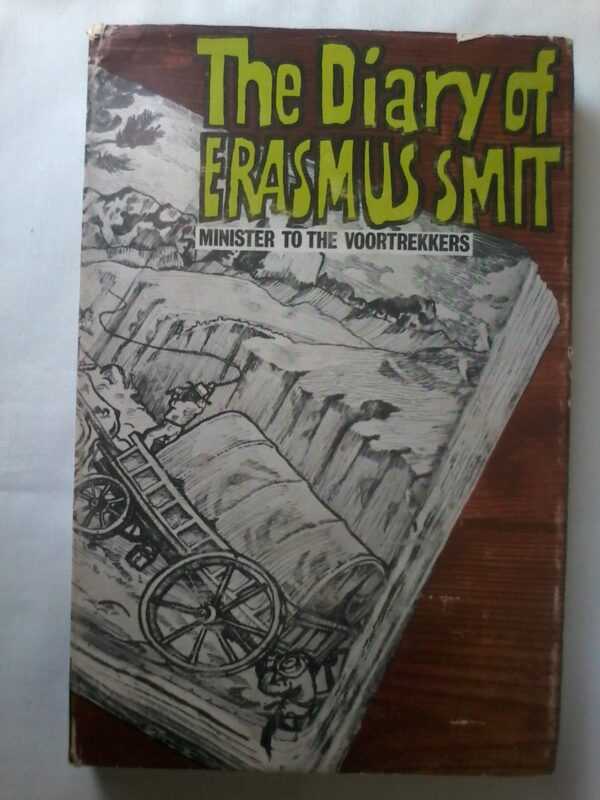 The Diary of
ERASMUS SMIT
MINISTER TO THE VOORTREKKERS